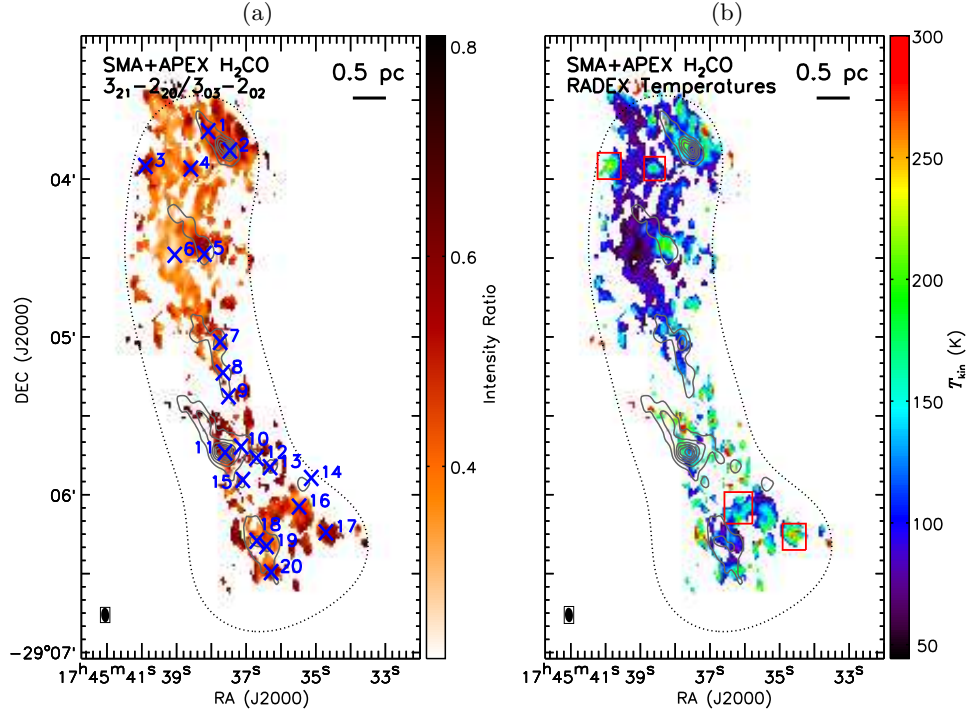 (a)
SMA+APEX H₂CO
3₂₁−2₂₀/3₀₃−2₀₂
0.5 pc
1
2
3
4
5
6
7
8
9
10
11
12
13
14
15
16
17
18
19
20
04'
05'
06'
−29°07'
DEC (J2000)
17ʰ45ᵐ41ˢ
39ˢ
37ˢ
35ˢ
33ˢ
RA (J2000)
0.8
0.6
0.4
Intensity Ratio
(b)
SMA+APEX H₂CO
RADEX Temperatures
0.5 pc
17ʰ45ᵐ41ˢ
39ˢ
37ˢ
35ˢ
33ˢ
RA (J2000)
300
250
200
150
100
50
T_kin (K)